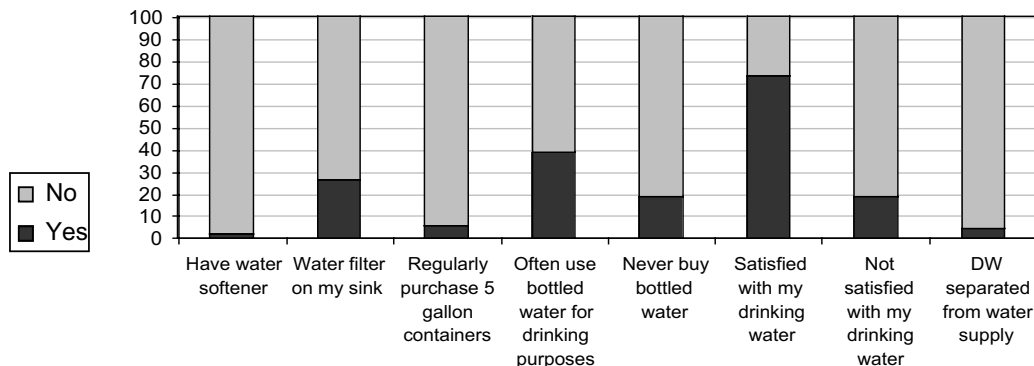 100
90
80
70
60
50
40
30
20
10
0
No
Yes
Have water
softener
Water filter
on my sink
Regularly
purchase 5
gallon
containers
Often use
bottled
water for
drinking
purposes
Never buy
bottled
water
Satisfied
with my
drinking
water
Not
satisfied
with my
drinking
water
DW
separated
from water
supply